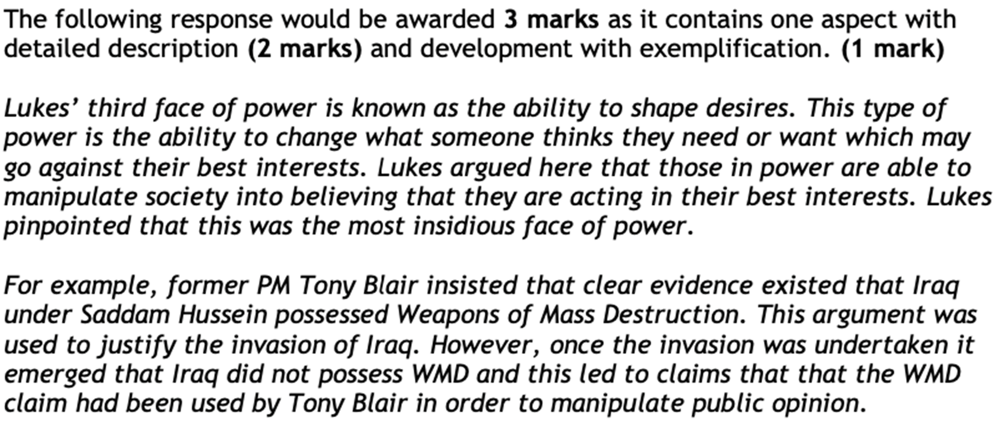 The following response would be awarded 3 marks as it contains one aspect with
detailed description (2 marks) and development with exemplification. (1 mark)
Lukes’ third face of power is known as the ability to shape desires. This type of
power is the ability to change what someone thinks they need or want which may
go against their best interests. Lukes argued here that those in power are able to
manipulate society into believing that they are acting in their best interests. Lukes
pinpointed that this was the most insidious face of power.
For example, former PM Tony Blair insisted that clear evidence existed that Iraq
under Saddam Hussein possessed Weapons of Mass Destruction. This argument was
used to justify the invasion of Iraq. However, once the invasion was undertaken it
emerged that Iraq did not possess WMD and this led to claims that that the WMD
claim had been used by Tony Blair in order to manipulate public opinion.